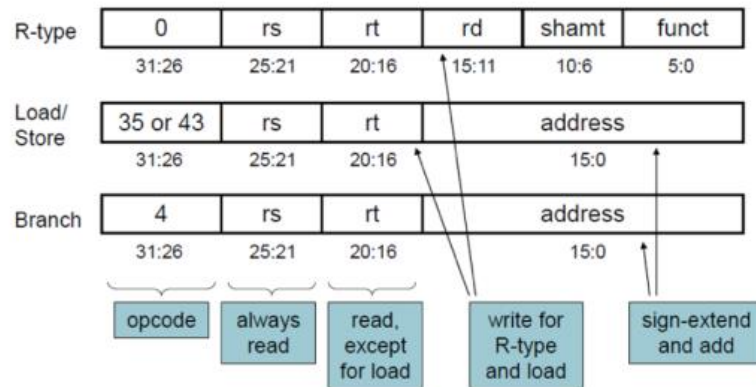 R-type 0 rs rt rd shamt funct
31:26 25:21 20:16 15:11 10:6 5:0
Load/
Store 35 or 43 rs rt address
31:26 25:21 20:16 15:0
Branch 4 rs rt address
31:26 25:21 20:16 15:0
opcode
always
read
read,
except
for load
write for
R-type
and load
sign-extend
and add